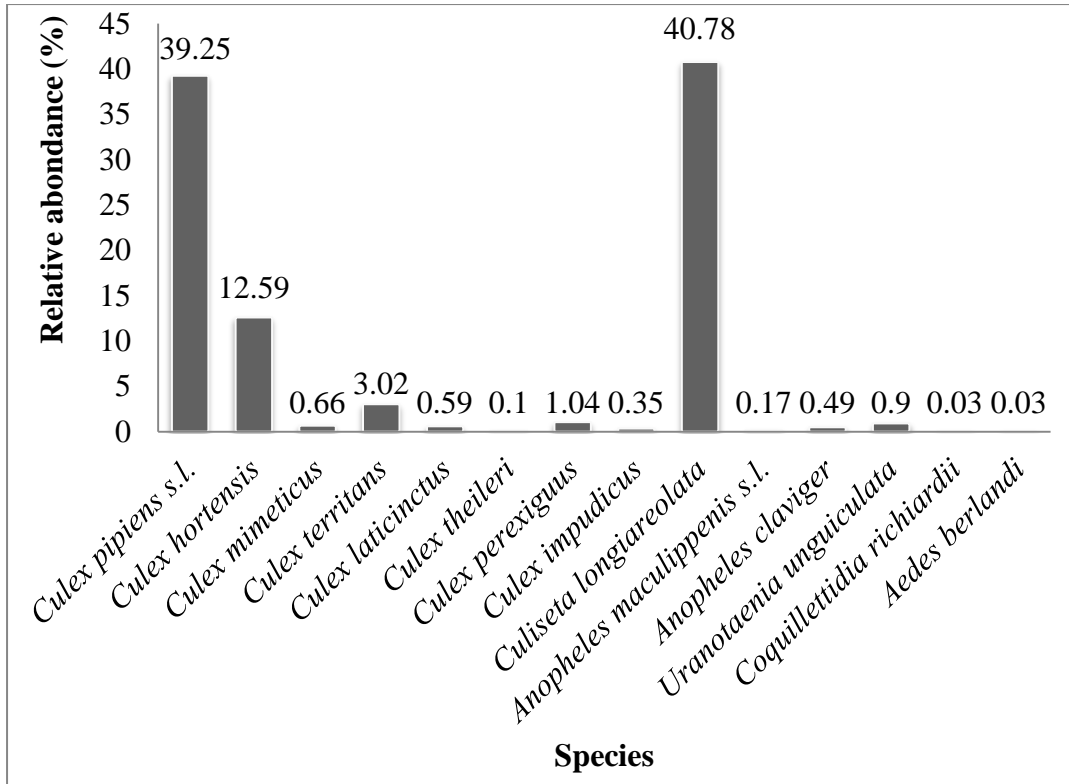 Relative abondance (%)
45
40
35
30
25
20
15
10
5
0
39.25
12.59
0.66
3.02
0.59
0.1
1.04
0.35
40.78
0.17
0.49
0.9
0.03
0.03
Culex pipiens s.l.
Culex hortensis
Culex mimeticus
Culex territans
Culex laticinctus
Culex theileri
Culex perexiguus
Culex impudicus
Culiseta longiareolata
Anopheles maculippenis s.l.
Anopheles claviger
Uranotaenia unguiculata
Coquillettidia richiardii
Aedes berlandi
Species